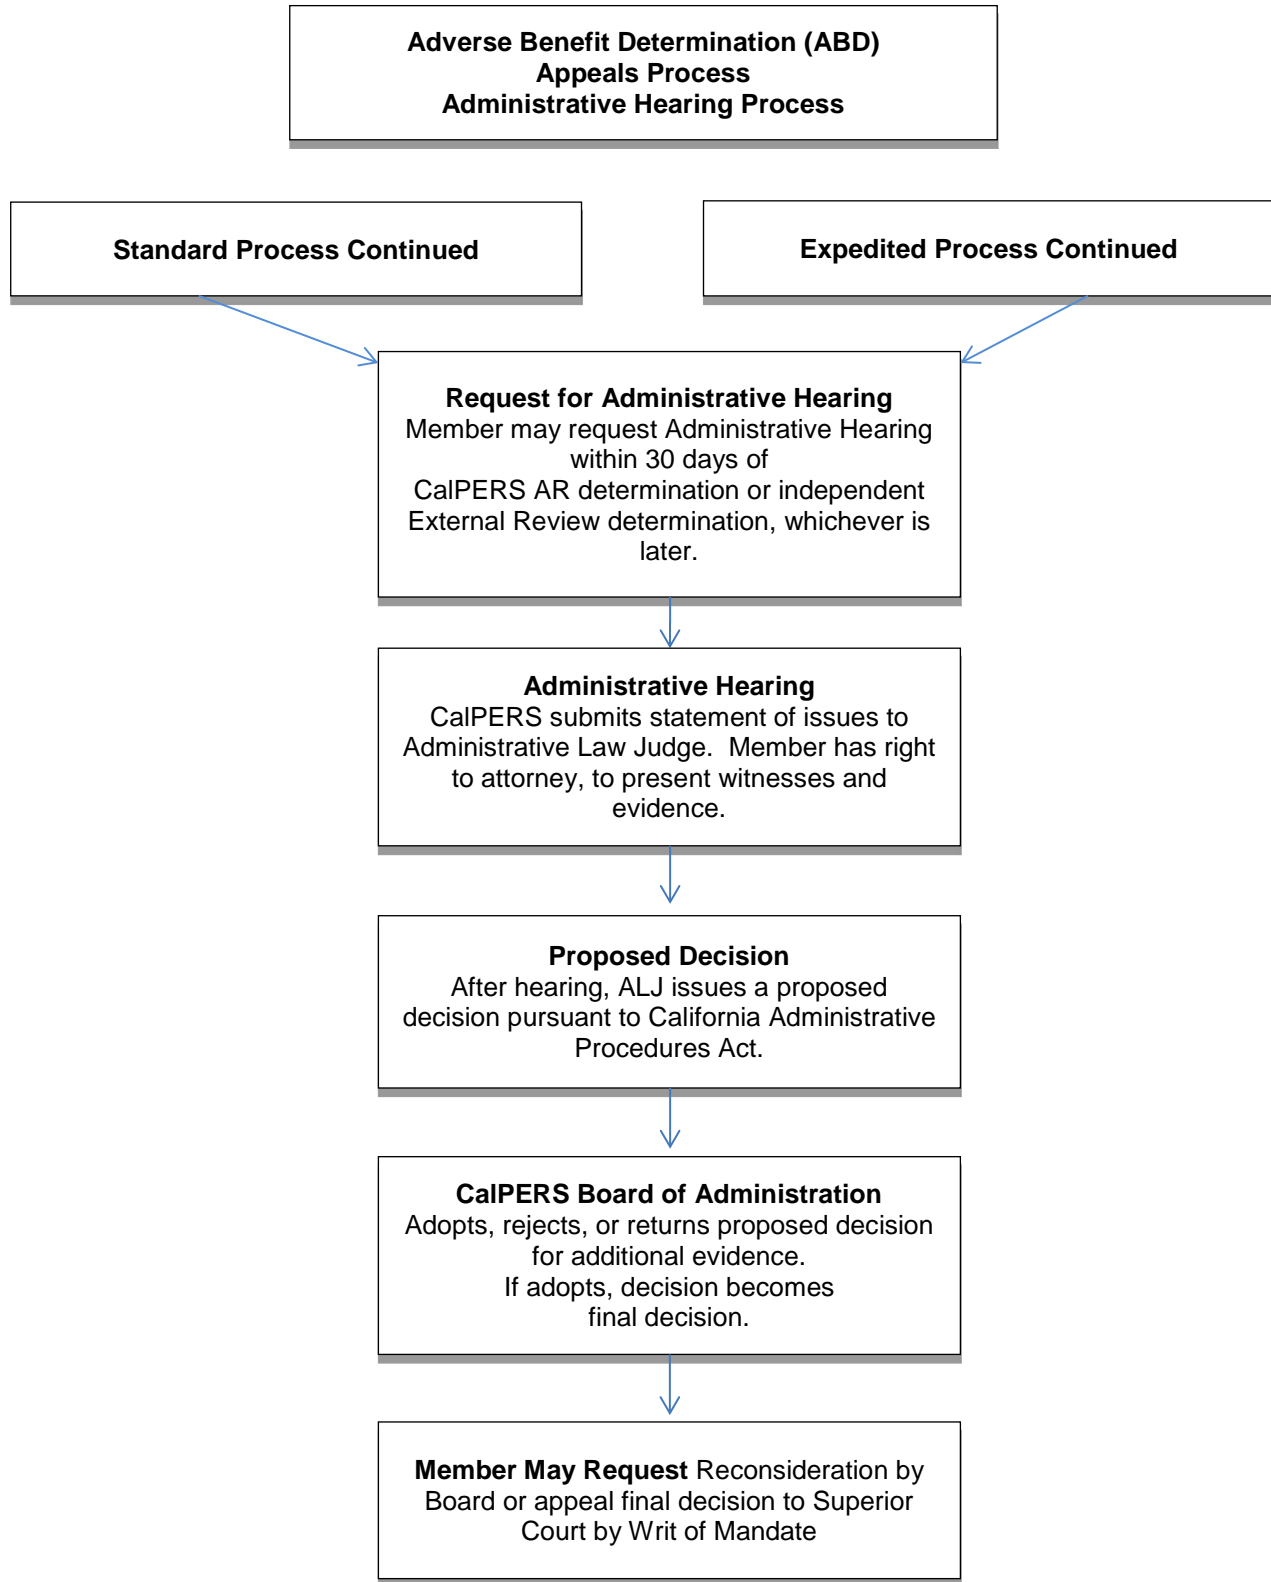 Adverse Benefit Determination (ABD)
Appeals Process
Administrative Hearing Process
Standard Process Continued
Expedited Process Continued
Request for Administrative Hearing
Member may request Administrative Hearing
within 30 days of
CalPERS AR determination or independent
External Review determination, whichever is
later.
Administrative Hearing
CalPERS submits statement of issues to
Administrative Law Judge.  Member has right
to attorney, to present witnesses and
evidence.
Proposed Decision
After hearing, ALJ issues a proposed
decision pursuant to California Administrative
Procedures Act.
CalPERS Board of Administration
Adopts, rejects, or returns proposed decision
for additional evidence.
If adopts, decision becomes
final decision.
Member May Request Reconsideration by
Board or appeal final decision to Superior
Court by Writ of Mandate